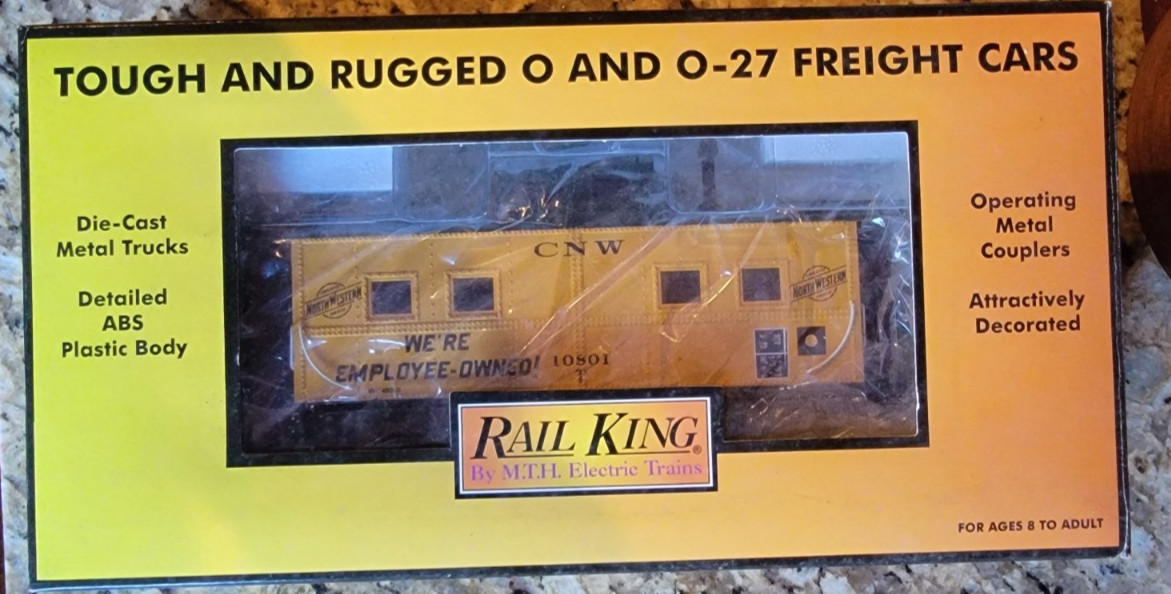 TOUGH AND RUGGED O AND O-27 FREIGHT CARS
Die-Cast
Metal Trucks
Detailed
ABS
Plastic Body
CNW
NORTH WESTERN
NORTH WESTERN
WE'RE
EMPLOYEE-OWNED!
10801
Operating
Metal
Couplers
Attractively
Decorated
RAIL KING®
By M.T.H. Electric Trains
FOR AGES 8 TO ADULT